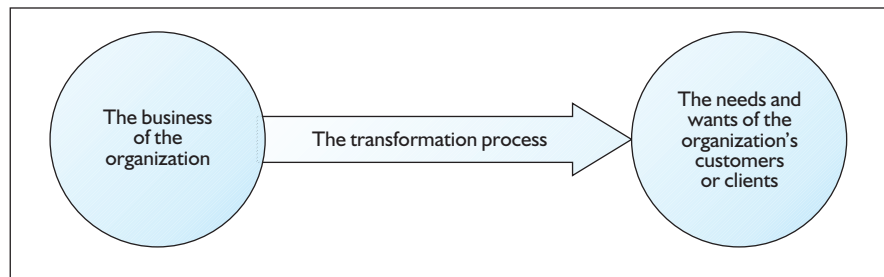 The business
of the
organization
The transformation process
The needs and
wants of the
organization's
customers
or clients